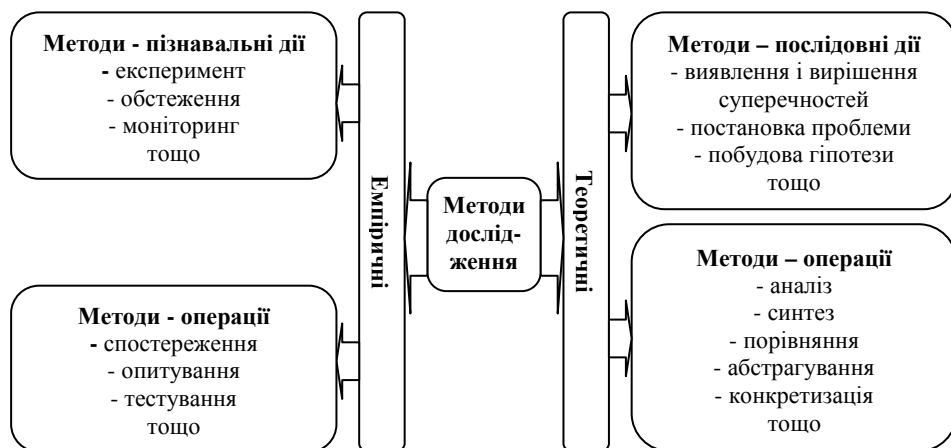 Методи - пізнавальні дії
- експеримент
- обстеження
- моніторинг
тощо
Методи - операції
- спостереження
- опитування
- тестування
тощо
Емпіричні
Методи
дослід-
ження
Теоретичні
Методи – послідовні дії
- виявлення і вирішення
суперечностей
- постановка проблеми
- побудова гіпотези
тощо
Методи – операції
- аналіз
- синтез
- порівняння
- абстрагування
- конкретизація
тощо